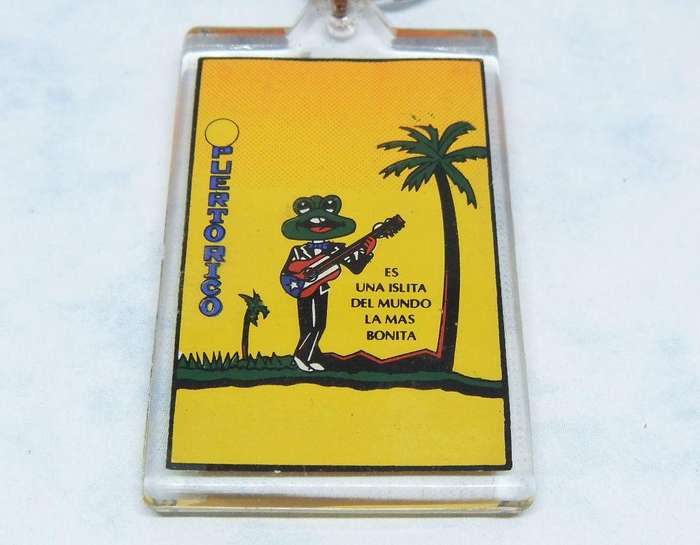 PUERTO RICO
ES
UNA ISLITA
DEL MUNDO
LA MAS
BONITA